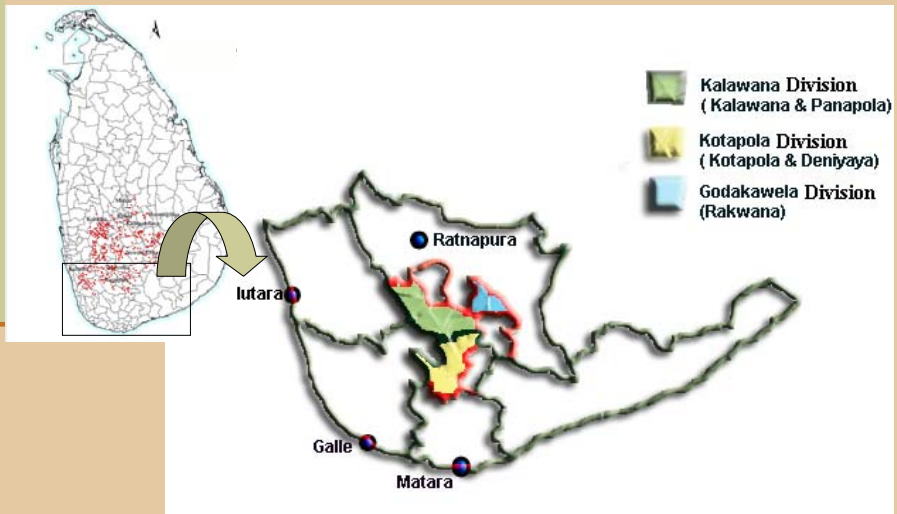 Kalawana Division
( Kalawana & Panapola)
Kotapola Division
( Kotapola & Deniyaya)
Godakawela Division
(Rakwana)
Ratnapura
lutara
Galle
Matara